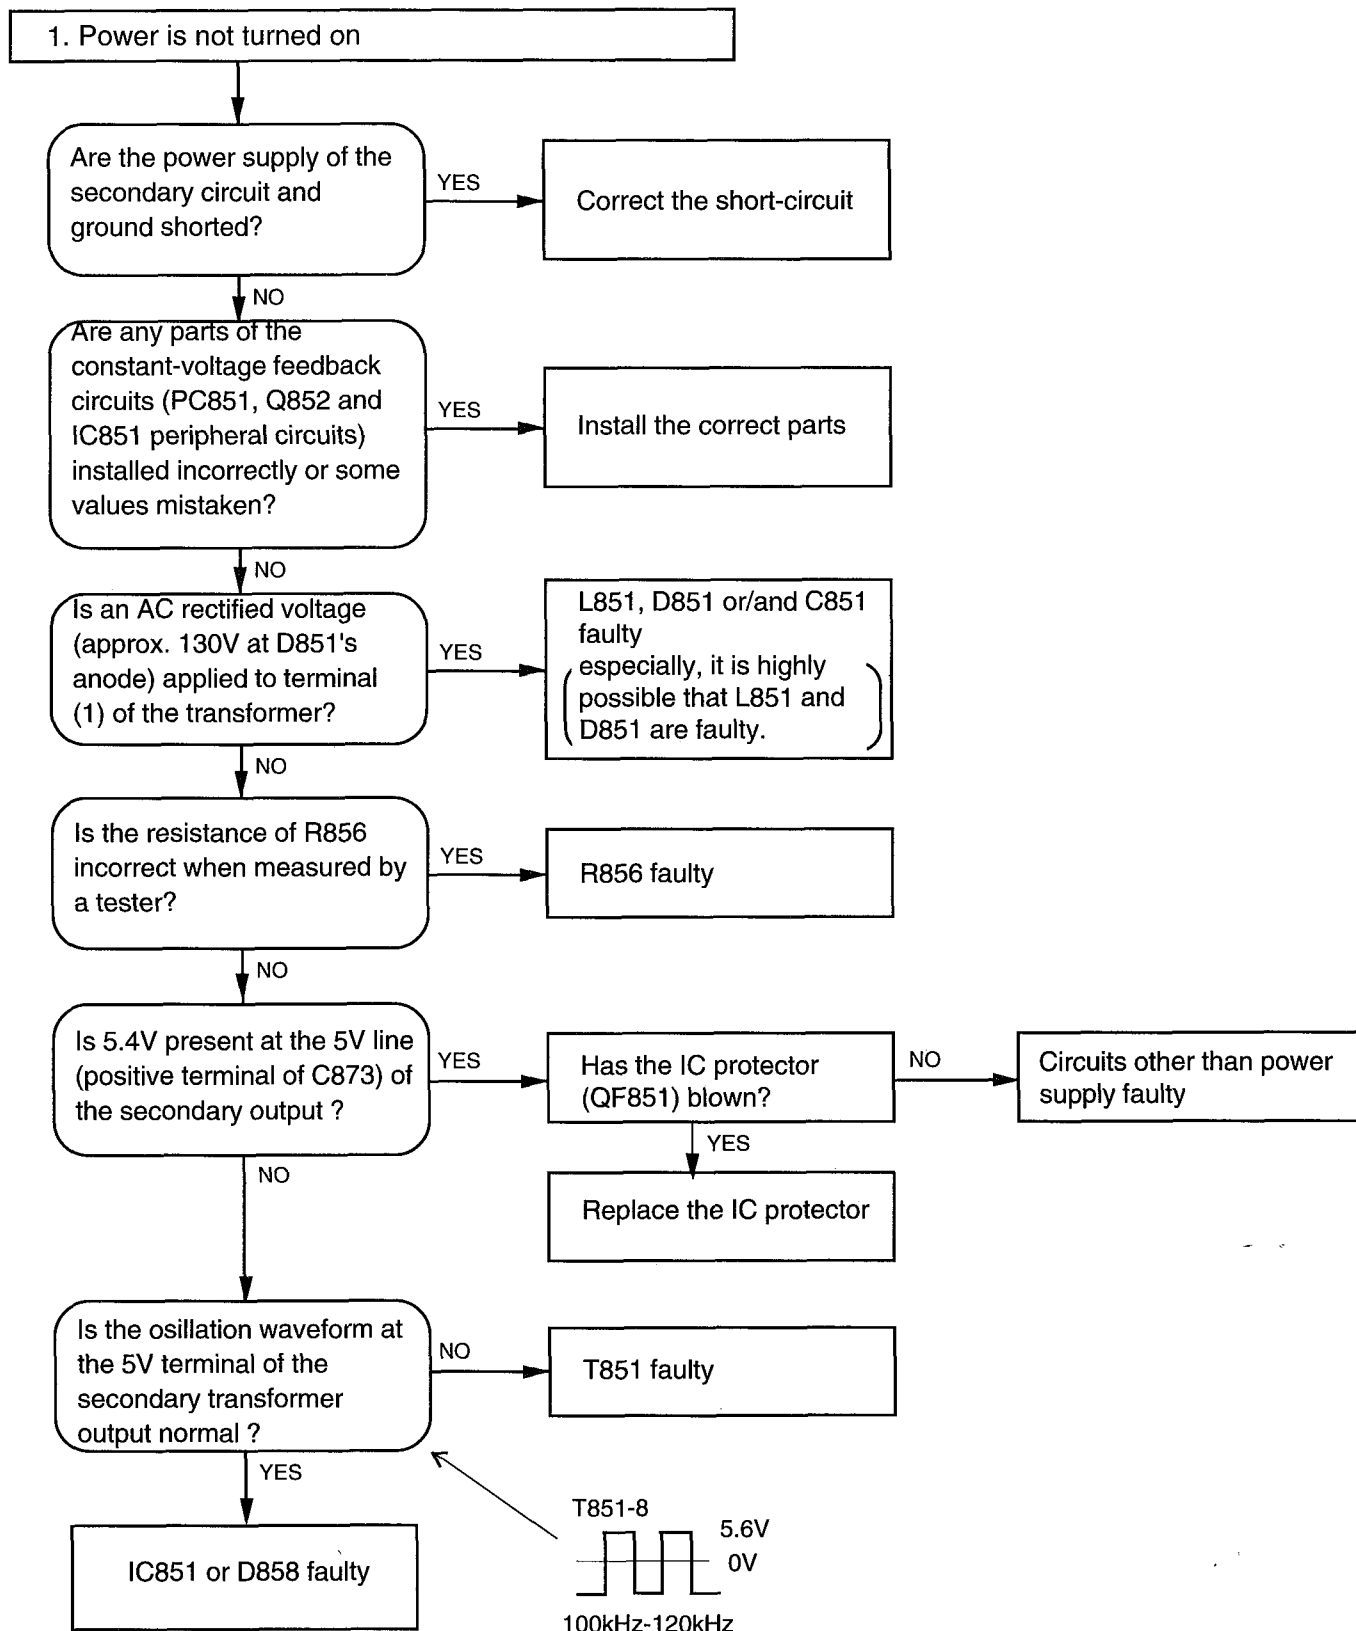 1. Power is not turned on
Are the power supply of the
secondary circuit and
ground shorted?
YES
Correct the short-circuit
NO
Are any parts of the
constant-voltage feedback
circuits (PC851, Q852 and
IC851 peripheral circuits)
installed incorrectly or some
values mistaken?
YES
Install the correct parts
NO
Is an AC rectified voltage
(approx. 130V at D851's
anode) applied to terminal
(1) of the transformer?
YES
L851, D851 or/and C851
faulty
(especially, it is highly
possible that L851 and
D851 are faulty.)
NO
Is the resistance of R856
incorrect when measured by
a tester?
YES
R856 faulty
NO
Is 5.4V present at the 5V line
(positive terminal of C873) of
the secondary output ?
YES
Has the IC protector
(QF851) blown?
NO
Circuits other than power
supply faulty
YES
Replace the IC protector
NO
Is the osillation waveform at
the 5V terminal of the
secondary transformer
output normal ?
NO
T851 faulty
YES
IC851 or D858 faulty
T851-8
5.6V
0V
100kHz-120kHz